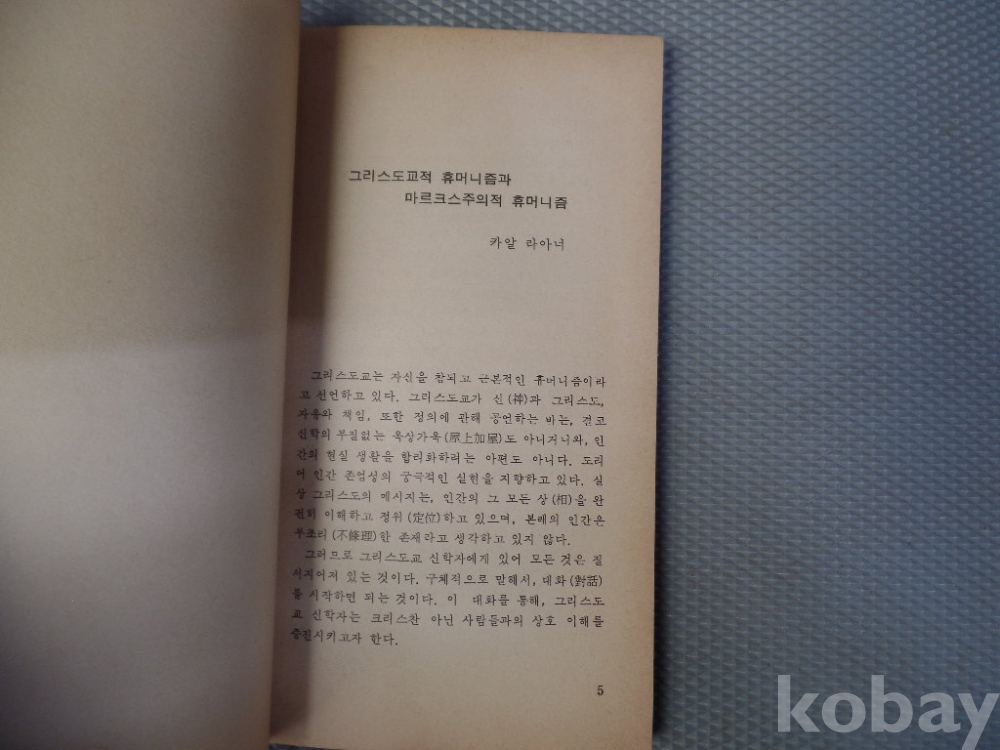 그리스도교적 휴머니즘과
마르크스주의적 휴머니즘
카알 라아너
그리스도교는 자신을 참되고 근본적인 휴머니즘이라
고 선언하고 있다. 그리스도교가 신(神)과 그리스도,
자유와 책임, 또한 정의에 관해 공언하는 바는, 결코
신학의 부질없는 옥상가옥(屋上加屋)도 아니거니와, 인
간의 현실 생활을 합리화하려는 아편도 아니다. 도리
어 인간 존엄성의 궁극적인 실현을 지향하고 있다. 실
상 그리스도의 메시지는, 인간의 그 모든 상(相)을 완
전히 이해하고 정위(定位)하고 있으며, 본래의 인간은
부조리(不條理)한 존재라고 생각하고 있지 않다.
그러므로 그리스도교 신학자에게 있어 모든 것은 질
서지어져 있는 것이다. 구체적으로 말해서, 대화(對話)
를 시작하면 되는 것이다. 이 대화를 통해, 그리스도
교 신학자는 크리스찬 아닌 사람들과의 상호 이해를
증진시키고자 한다.
5
kobay